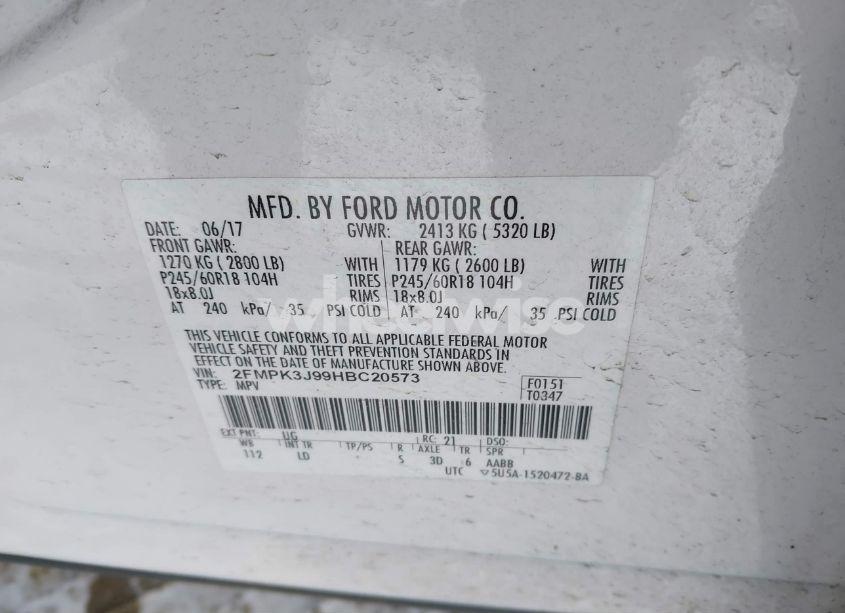 MFD. BY FORD MOTOR CO.
DATE: 06/17 GVWR: 2413 KG ( 5320 LB)
FRONT GAWR: REAR GAWR:
1270 KG ( 2800 LB) WITH 1179 KG ( 2600 LB) WITH
P245/60R18 104H TIRES P245/60R18 104H TIRES
18x8.0J RIMS 18x8.0J RIMS
AT 240 kPa/ 35 PSI COLD AT 240 kPa/ 35 PSI COLD
wheelwise
THIS VEHICLE CONFORMS TO ALL APPLICABLE FEDERAL MOTOR
VEHICLE SAFETY AND THEFT PREVENTION STANDARDS IN
EFFECT ON THE DATE OF MANUFACTURE SHOWN ABOVE.
VIN: 2FMPK3J99HBC20573 F0151
TYPE: MPV T0347
EXT PNT: UG RC: 21 DSO:
WB INT TR TP/PS R AXLE TR SPR
112 LD S 3D 6 AABB
UTC 5U5A-1520472-BA